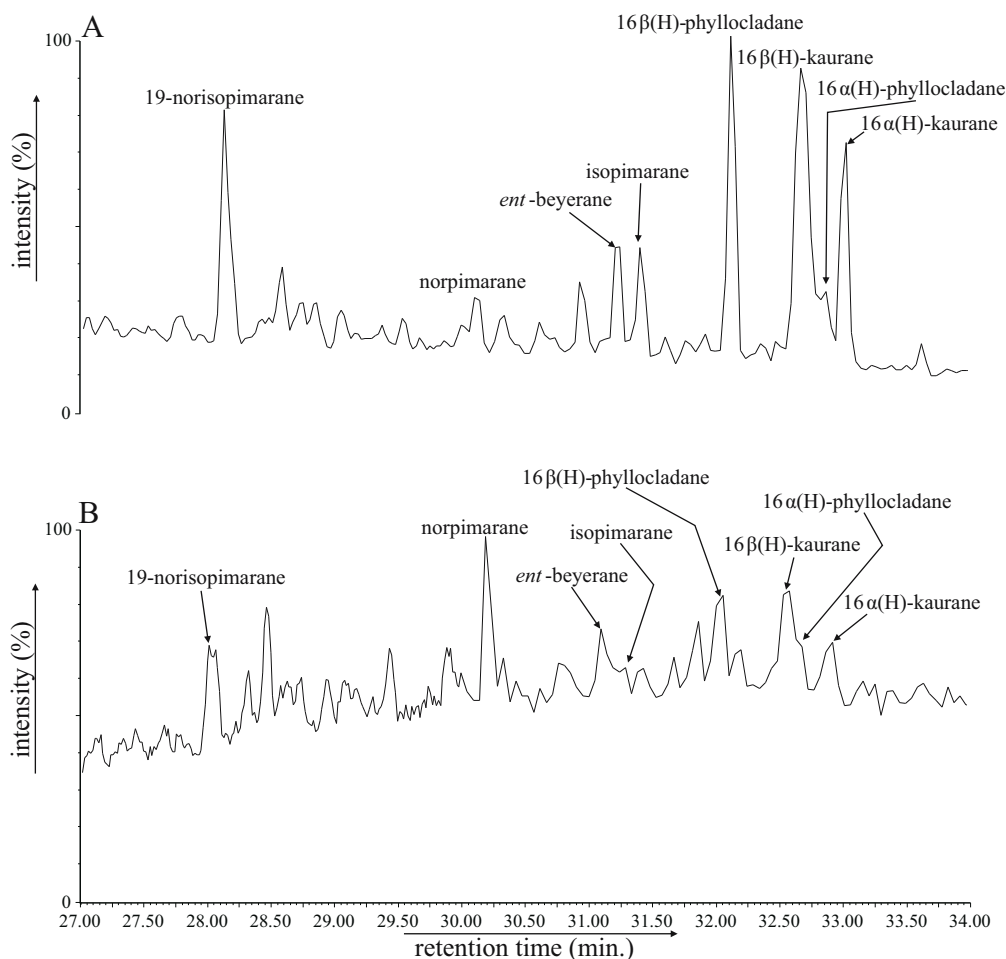 A
100
16β(H)-phyllocladane
16β(H)-kaurane
16α(H)-phyllocladane
19-norisopimarane
16α(H)-kaurane
isopimarane
ent-beyerane
norpimarane
intensity (%)
0
B
100
16β(H)-phyllocladane
16α(H)-phyllocladane
norpimarane
isopimarane
16β(H)-kaurane
19-norisopimarane
ent-beyerane
16α(H)-kaurane
intensity (%)
0
27.00 27.50 28.00 28.50 29.00 29.50 30.00 30.50 31.00 31.50 32.00 32.50 33.00 33.50 34.00
retention time (min.)